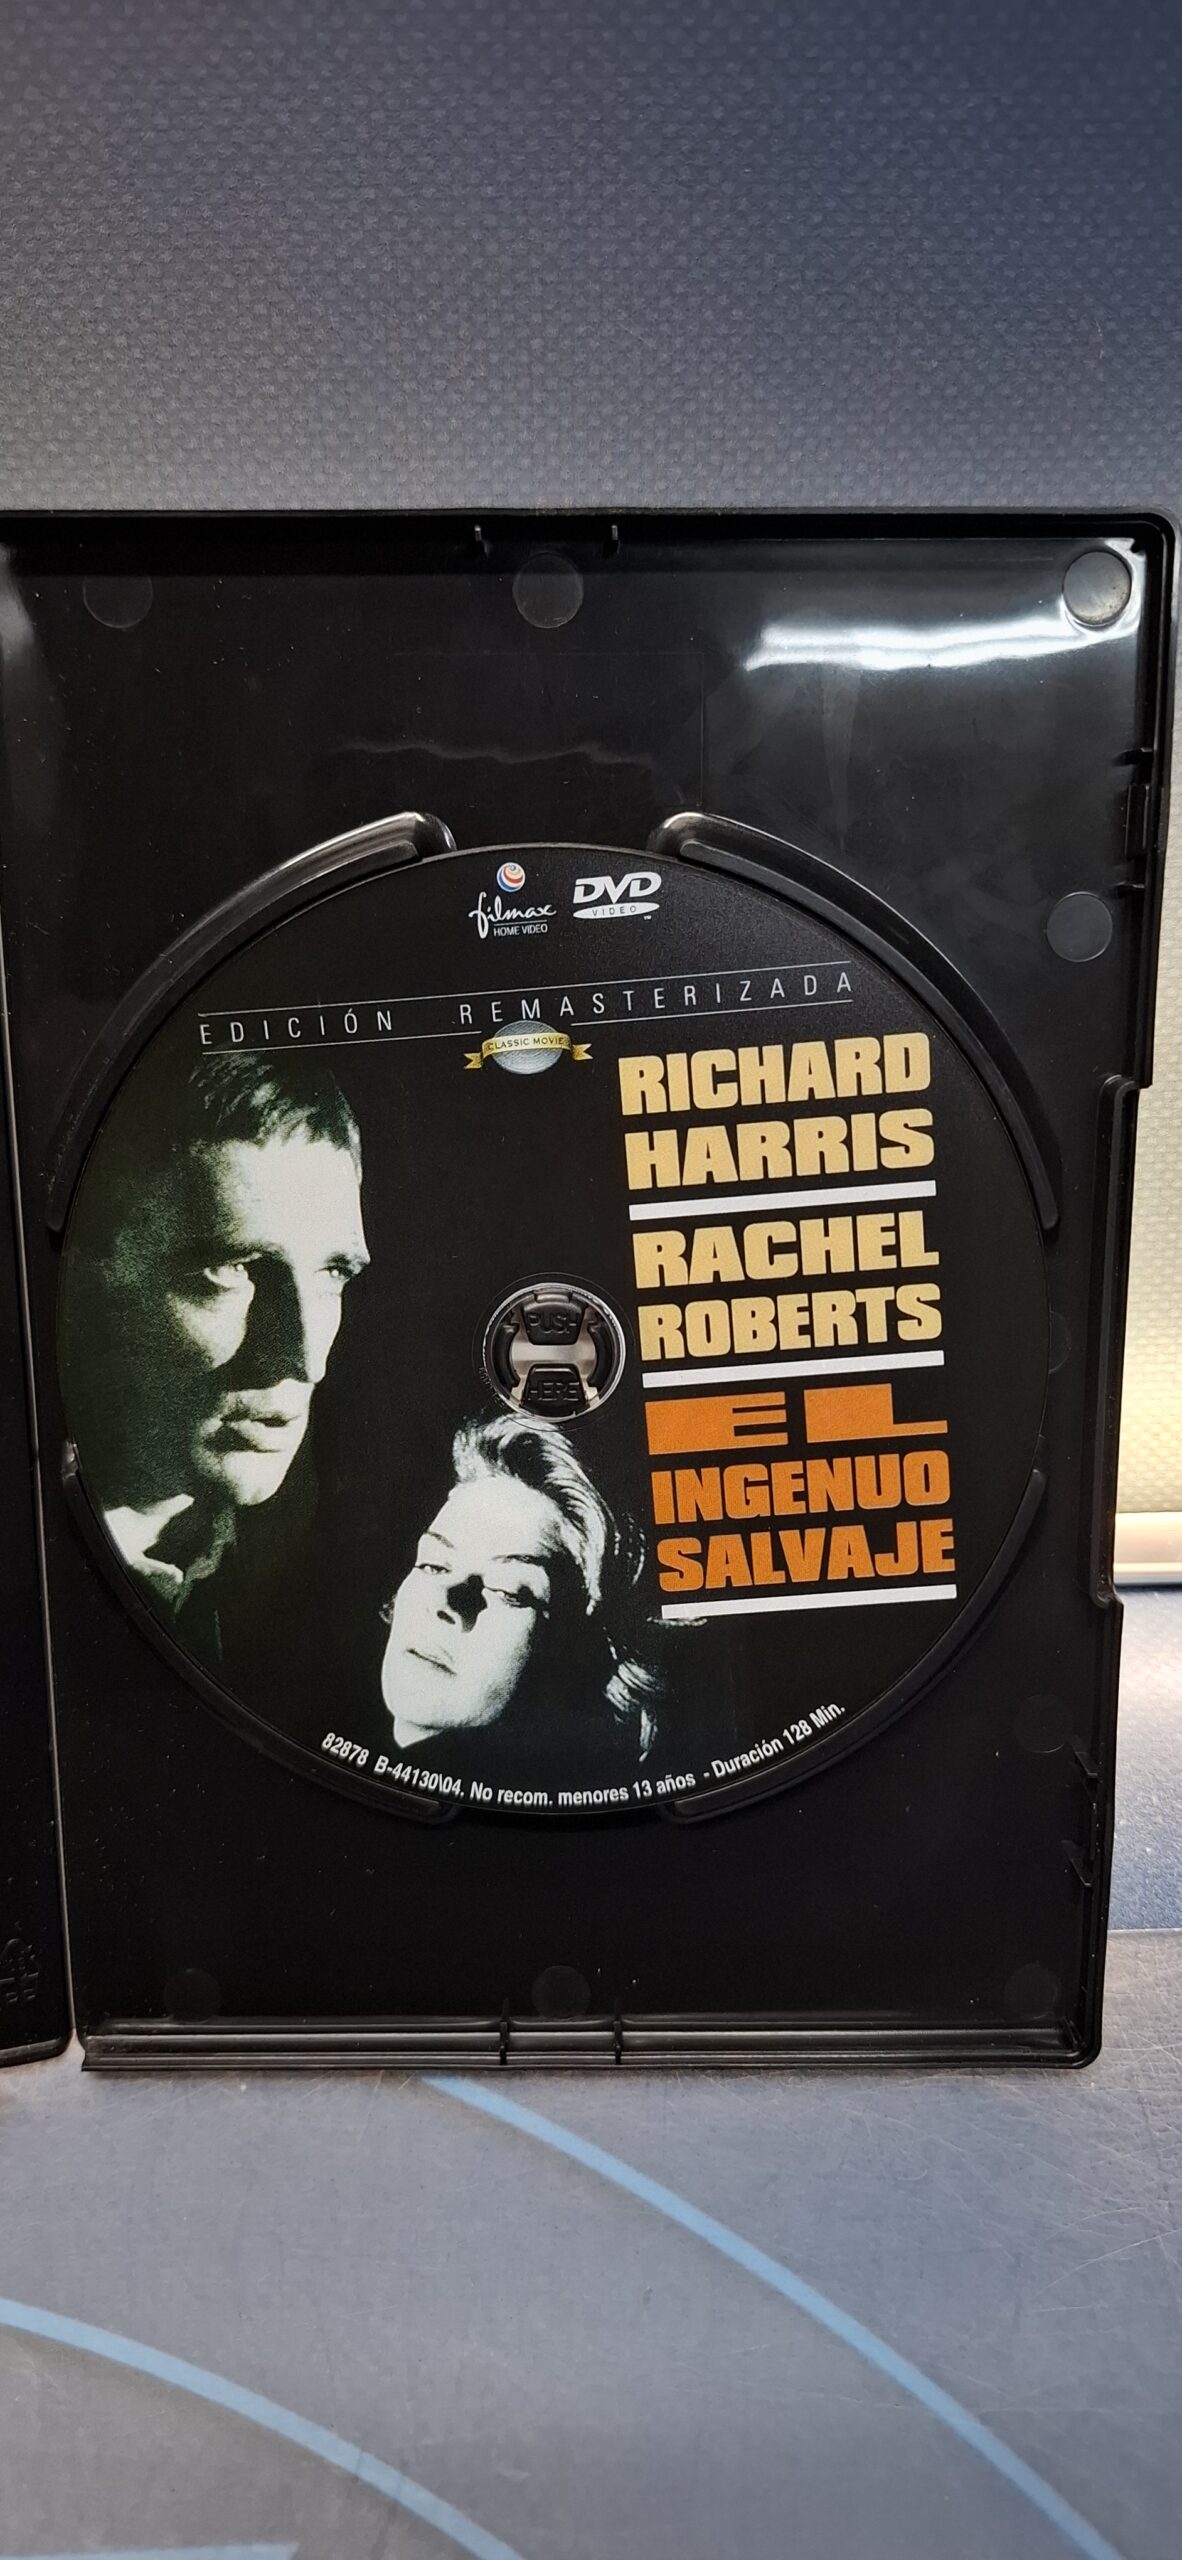 filmax
HOME VIDEO
DVD
VIDEO
TM
EDICIÓN REMASTERIZADA
CLASSIC MOVIE
RICHARD
HARRIS
RACHEL
ROBERTS
PUSH
HERE
EL
INGENUO
SALVAJE
82878 B-44130\04. No recom. menores 13 años - Duración 128 Min.